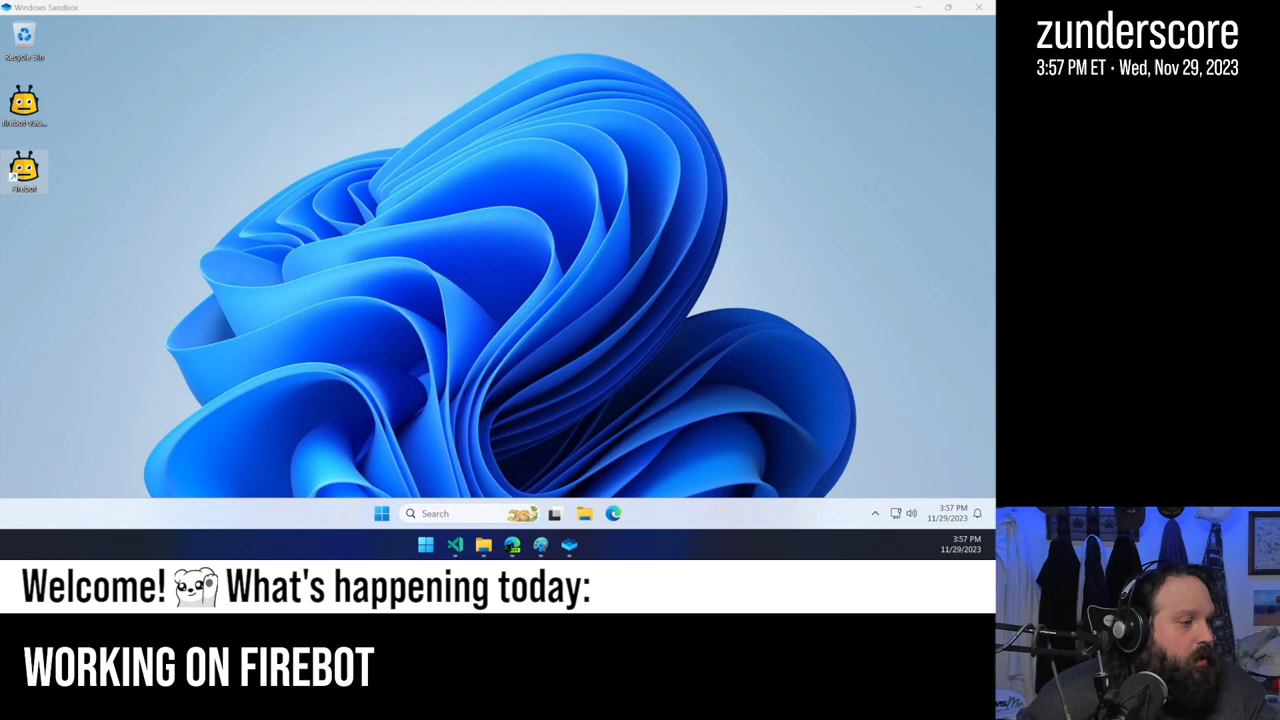 Windows Sandbox
zunderscore
3:57 PM ET · Wed, Nov 29, 2023
Recycle Bin
Firebot
Search
3:57 PM
11/29/2023
3:57 PM
11/29/2023
Welcome! What's happening today:
WORKING ON FIREBOT